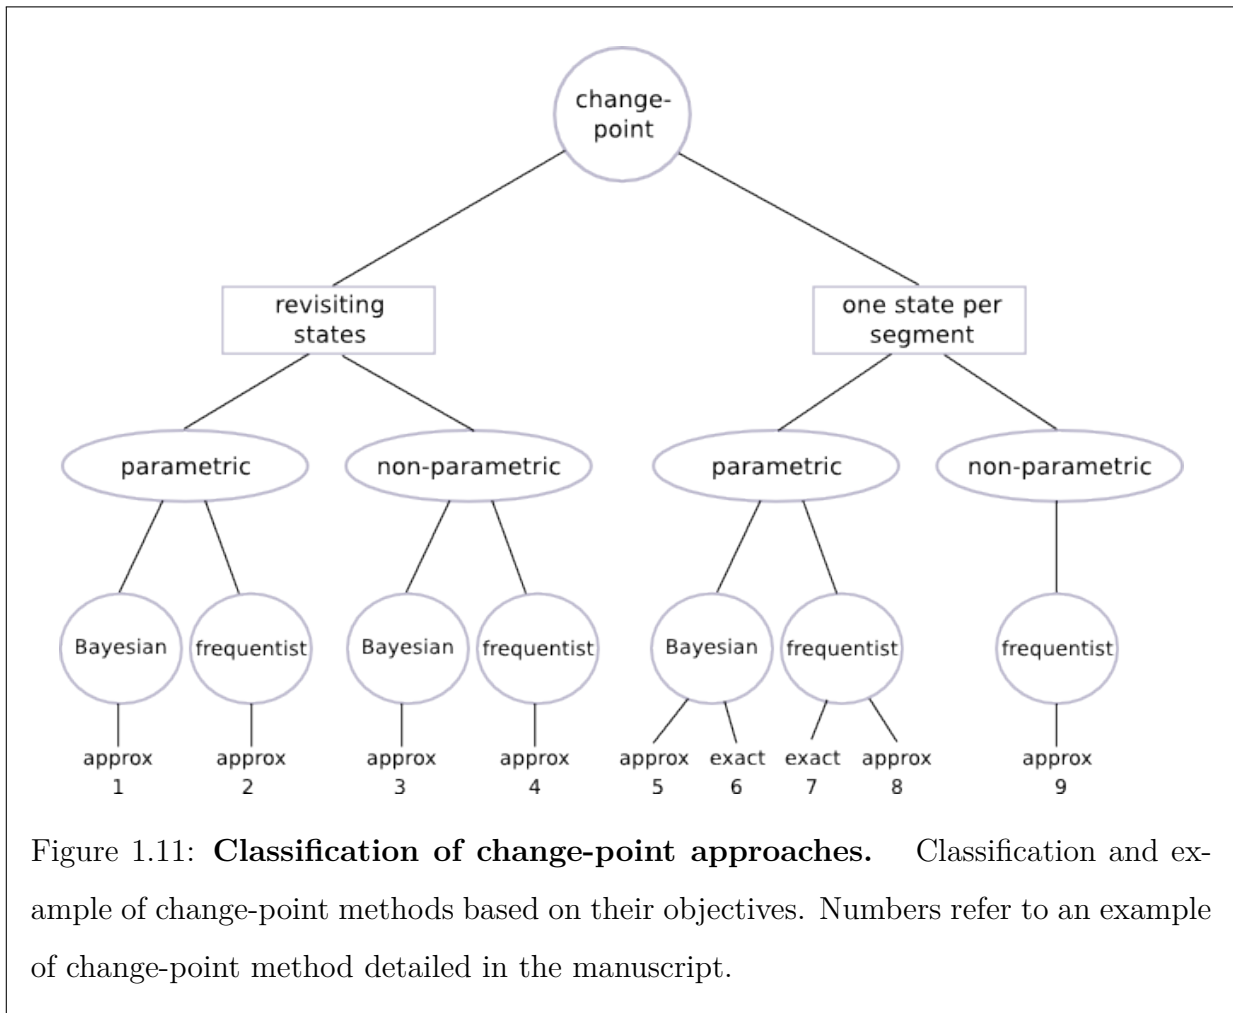 change-
point
revisiting
states
one state per
segment
parametric
non-parametric
parametric
non-parametric
Bayesian
frequentist
Bayesian
frequentist
Bayesian
frequentist
frequentist
approx
approx
approx
approx
approx
exact
exact
approx
approx
1
2
3
4
5
6
7
8
9
Figure 1.11: Classification of change-point approaches. Classification and ex-
ample of change-point methods based on their objectives. Numbers refer to an example
of change-point method detailed in the manuscript.